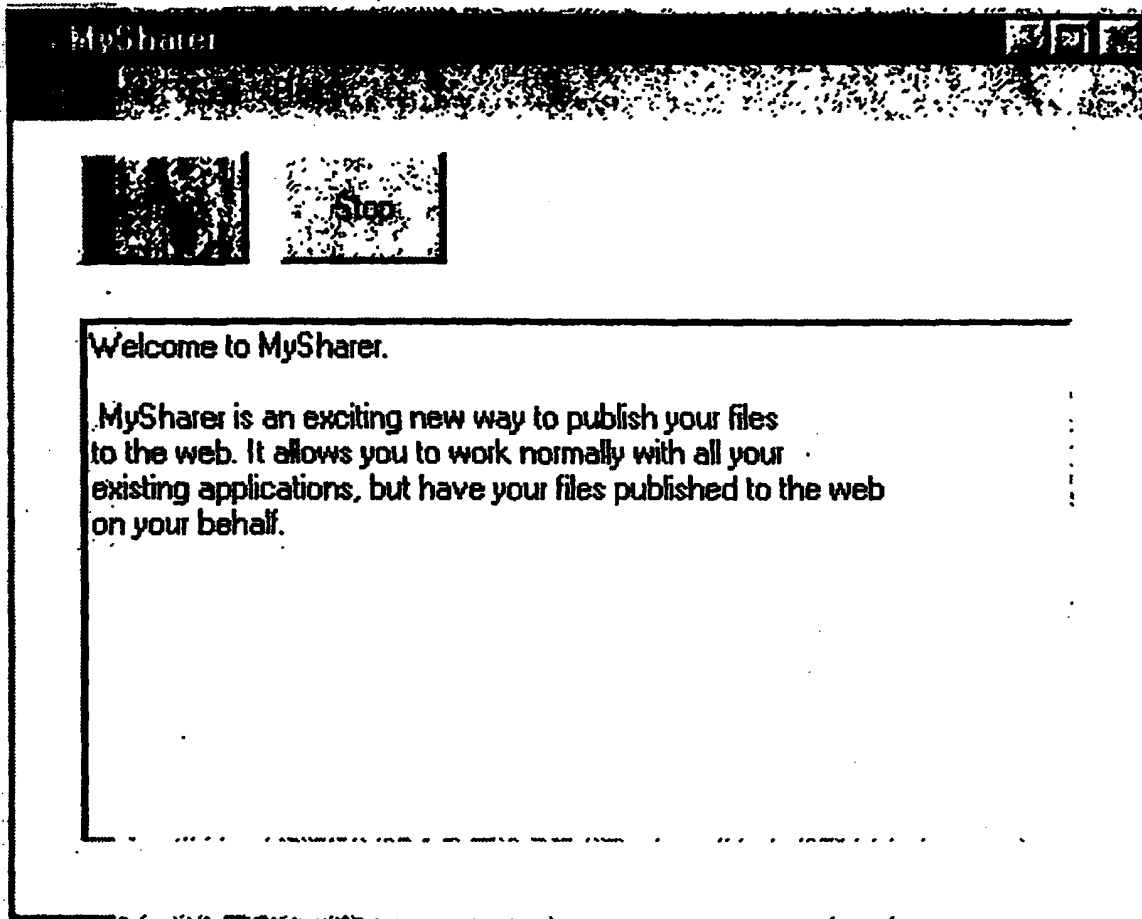 MySharer
Stop
Welcome to MySharer.
MySharer is an exciting new way to publish your files
to the web. It allows you to work normally with all your
existing applications, but have your files published to the web
on your behalf.